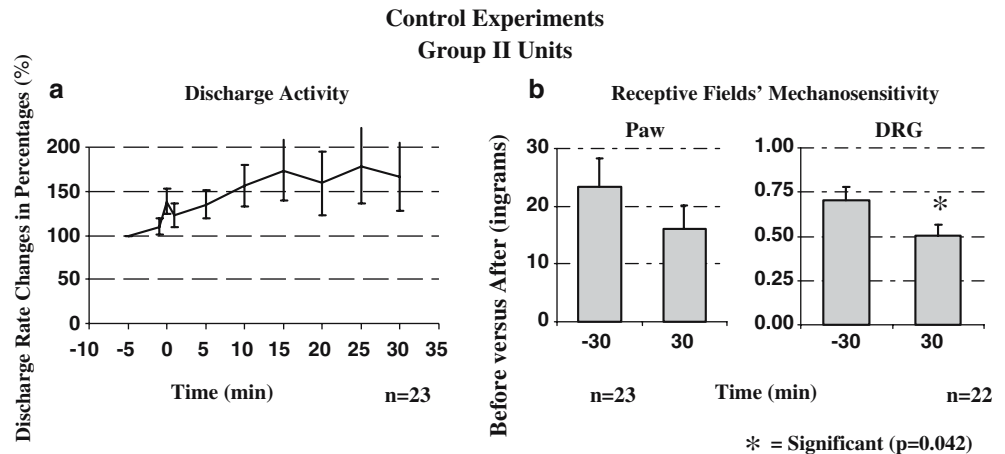 Control Experiments
Group II Units
a
Discharge Activity
Discharge Rate Changes in Percentages (%)
200
150
100
50
0
-10 -5 0 5 10 15 20 25 30 35
Time (min)
n=23
b
Receptive Fields' Mechanosensitivity
Before versus After (ingrams)
Paw
30
20
10
0
-30 30
n=23
DRG
1.00
0.75
*
0.50
0.25
0.00
-30 30
Time (min)
n=22
* = Significant (p=0.042)